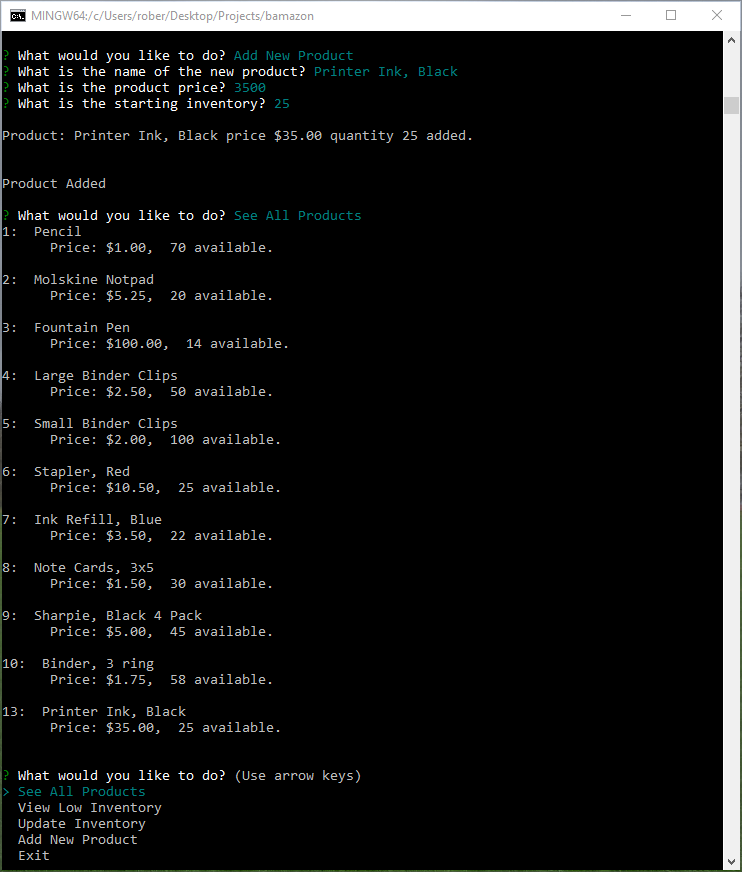 MINGW64:/c/Users/rober/Desktop/Projects/bamazon
? What would you like to do? Add New Product
? What is the name of the new product? Printer Ink, Black
? What is the product price? 3500
? What is the starting inventory? 25
Product: Printer Ink, Black price $35.00 quantity 25 added.
Product Added
? What would you like to do? See All Products
1:  Pencil
Price: $1.00,  70 available.
2:  Molskine Notpad
Price: $5.25,  20 available.
3:  Fountain Pen
Price: $100.00,  14 available.
4:  Large Binder Clips
Price: $2.50,  50 available.
5:  Small Binder Clips
Price: $2.00,  100 available.
6:  Stapler, Red
Price: $10.50,  25 available.
7:  Ink Refill, Blue
Price: $3.50,  22 available.
8:  Note Cards, 3x5
Price: $1.50,  30 available.
9:  Sharpie, Black 4 Pack
Price: $5.00,  45 available.
10:  Binder, 3 ring
Price: $1.75,  58 available.
13:  Printer Ink, Black
Price: $35.00,  25 available.
? What would you like to do? (Use arrow keys)
> See All Products
View Low Inventory
Update Inventory
Add New Product
Exit